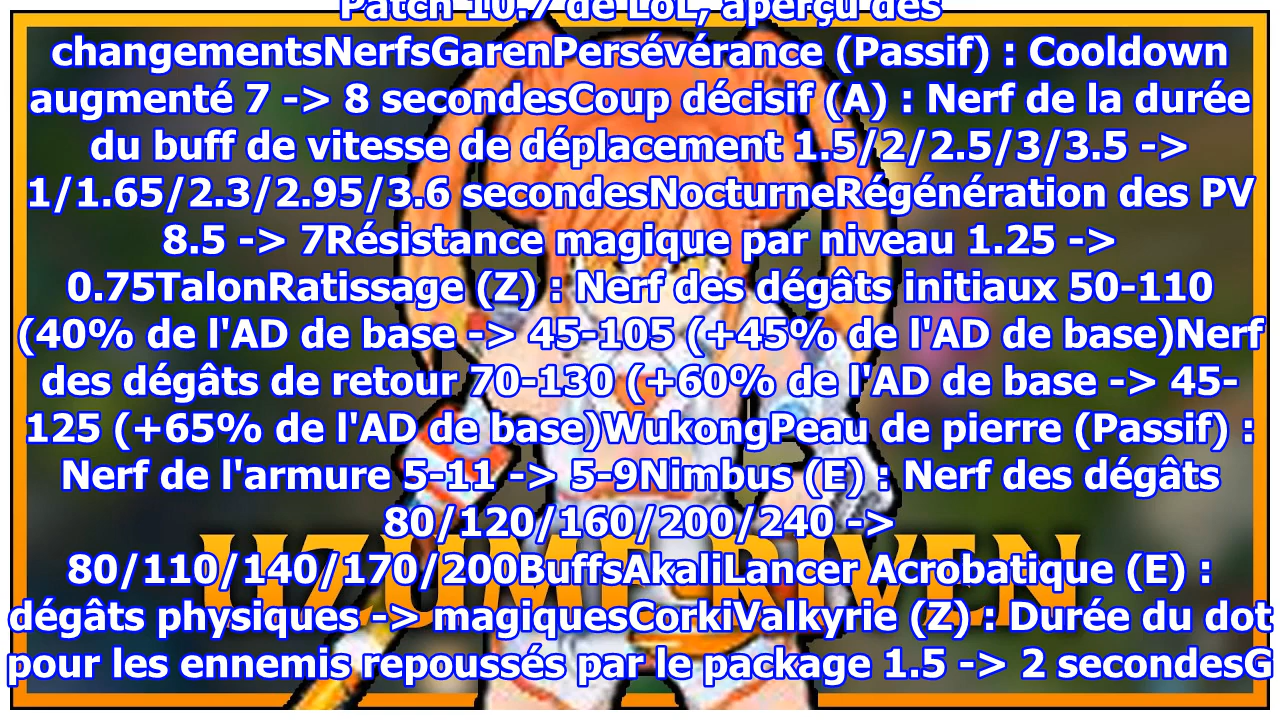 Patch 10.7 de LoL, aperçu des
changementsNerfsGarenPersévérance (Passif) : Cooldown
augmenté 7 -> 8 secondesCoup décisif (A) : Nerf de la durée
du buff de vitesse de déplacement 1.5/2/2.5/3/3.5 ->
1/1.65/2.3/2.95/3.6 secondesNocturneRégénération des PV
8.5 -> 7Résistance magique par niveau 1.25 ->
0.75TalonRatissage (Z) : Nerf des dégâts initiaux 50-110
(40% de l'AD de base -> 45-105 (+45% de l'AD de base)Nerf
des dégâts de retour 70-130 (+60% de l'AD de base -> 45-
125 (+65% de l'AD de base)WukongPeau de pierre (Passif) :
Nerf de l'armure 5-11 -> 5-9Nimbus (E) : Nerf des dégâts
80/120/160/200/240 ->
80/110/140/170/200BuffsAkaliLancer Acrobatique (E) :
dégâts physiques -> magiquesCorkiValkyrie (Z) : Durée du dot
pour les ennemis repoussés par le package 1.5 -> 2 secondesG
UZUMI RIVEN